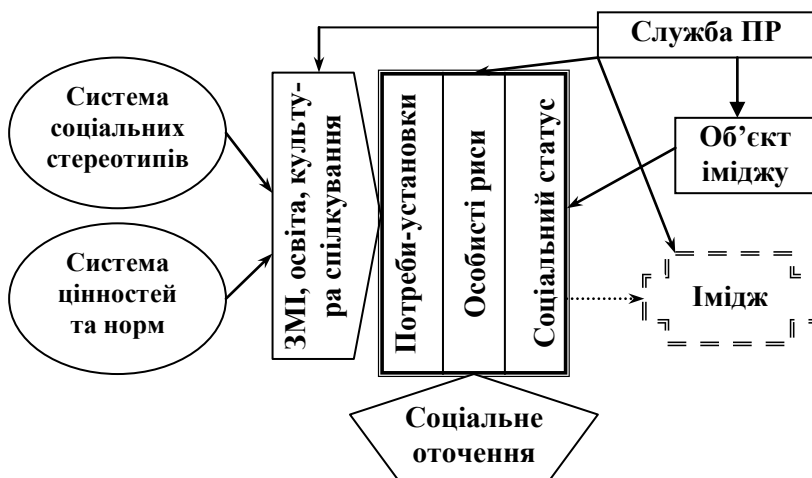 Служба ПР
Система
соціальних
стереотипів
ЗМІ, освіта, культу-
ра спілкування
Потреби-установки
Особисті риси
Соціальний статус
Об’єкт
іміджу
Система
цінностей
та норм
Імідж
Соціальне
оточення